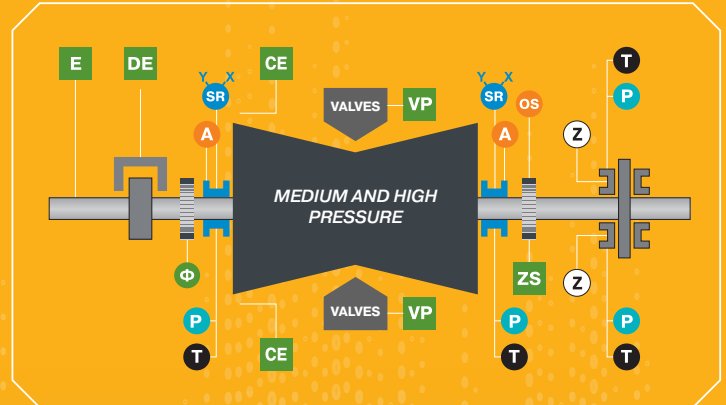 E
DE
Y X
SR
CE
A
VALVES
VP
Y X
SR
OS
A
T
P
Z
MEDIUM AND HIGH
PRESSURE
Φ
P
T
CE
VALVES
VP
ZS
Z
P
T
P
T